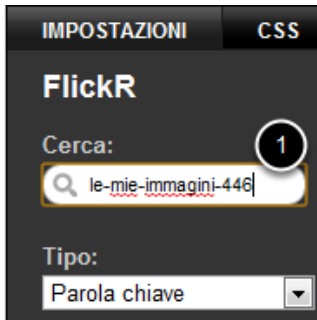 IMPOSTAZIONI CSS
FlickR
Cerca: 1
le-mie-immagini-446
Tipo:
Parola chiave